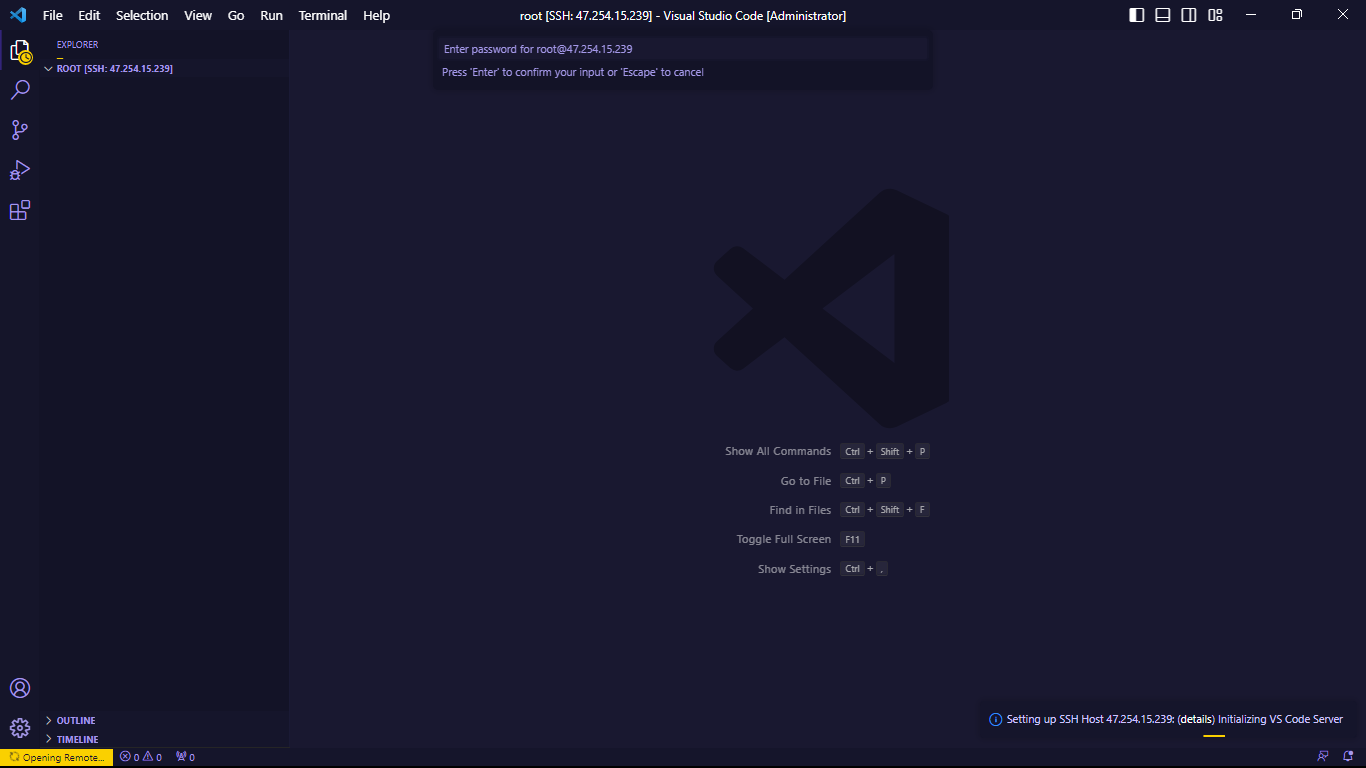 File Edit Selection View Go Run Terminal Help root [SSH: 47.254.15.239] - Visual Studio Code [Administrator]
EXPLORER
ROOT [SSH: 47.254.15.239]
Enter password for root@47.254.15.239
Press 'Enter' to confirm your input or 'Escape' to cancel
Show All Commands Ctrl + Shift + P
Go to File Ctrl + P
Find in Files Ctrl + Shift + F
Toggle Full Screen F11
Show Settings Ctrl + ,
OUTLINE
TIMELINE
Setting up SSH Host 47.254.15.239: (details) Initializing VS Code Server
Opening Remote... 0 0 0